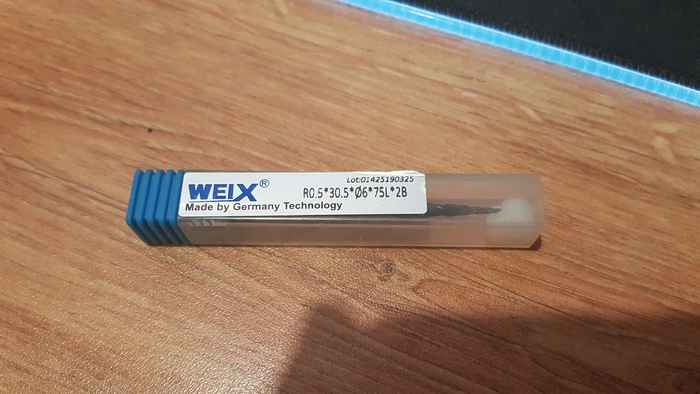 Lot:01425190325
WEIX®
R0.5*30.5*Ø6*75L*2B
Made by Germany Technology